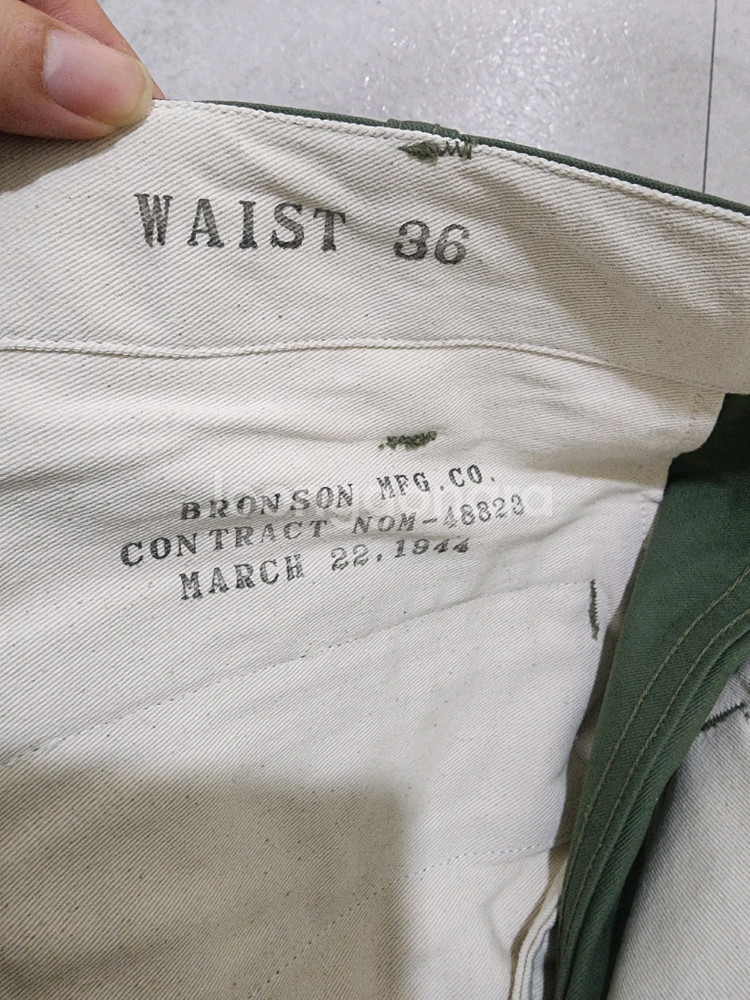 WAIST 36
BRONSON MFG.CO.
CONTRACT NOM-48823
MARCH 22.1944